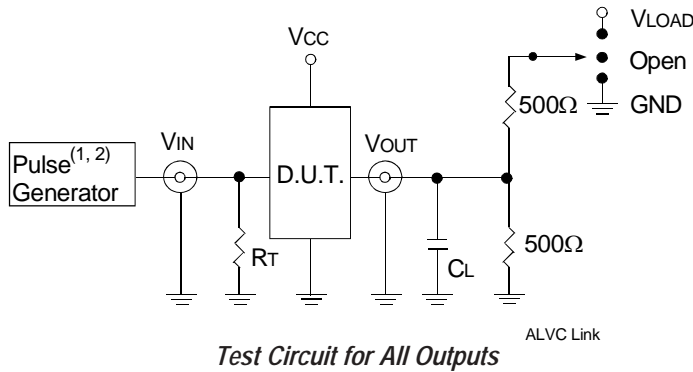 VLOAD
VCC
Open
500Ω
GND
VIN
VOUT
Pulse(1, 2)
Generator
D.U.T.
500Ω
RT
CL
ALVC Link
Test Circuit for All Outputs